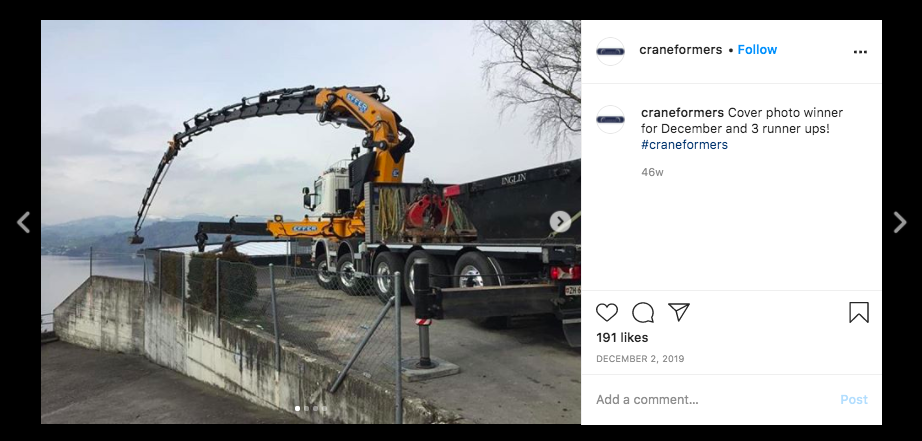 EFFER
EFFER
INGLIN
craneformers • Follow
craneformers Cover photo winner
for December and 3 runner ups!
#craneformers
46w
191 likes
DECEMBER 2, 2019
Add a comment...
Post